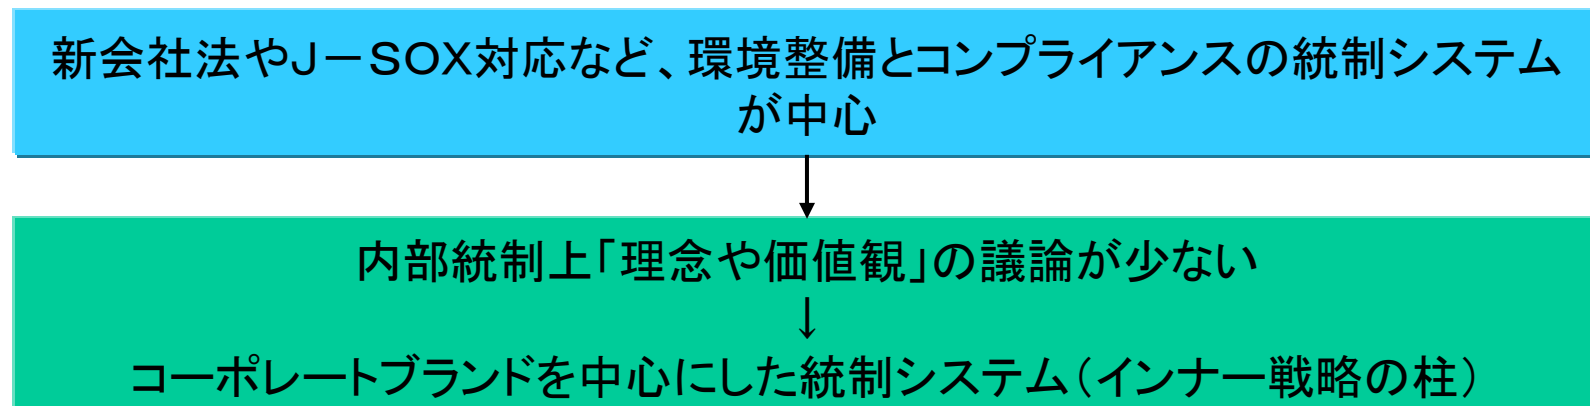 新会社法やJ－SOX対応など、環境整備とコンプライアンスの統制システム
が中心
内部統制上「理念や価値観」の議論が少ない
↓
コーポレートブランドを中心にした統制システム（インナー戦略の柱）